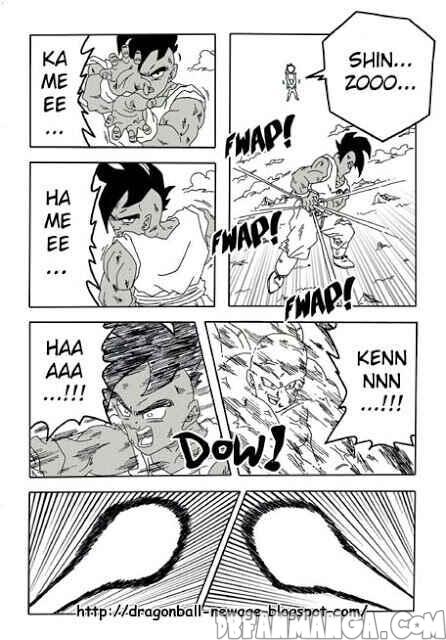 KA
ME
EE
...
HA
ME
EE
...
SHIN...
ZOOO...
FWAP!
FWAP!
FWAP!
HAA
AAA
...!!!
DOW!
KENN
NNN
...!!!
http://dragonball-newage.blogspot.com/
DBFANMANGA.COM